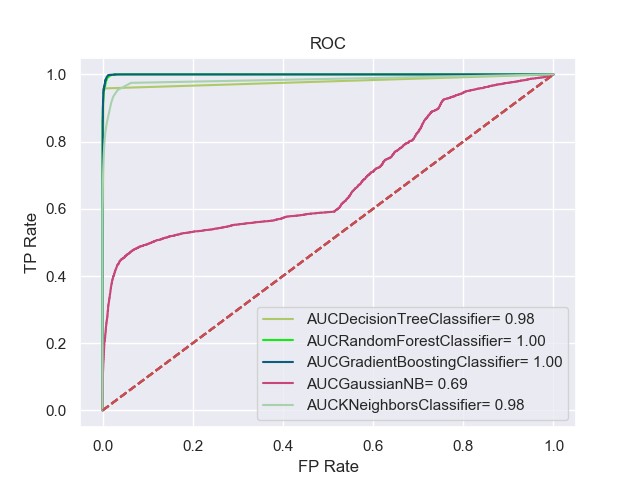 ROC
TP Rate
1.0
0.8
0.6
0.4
0.2
0.0
AUCDecisionTreeClassifier= 0.98
AUCRandomForestClassifier= 1.00
AUCGradientBoostingClassifier= 1.00
AUCGaussianNB= 0.69
AUCKNeighborsClassifier= 0.98
0.0 0.2 0.4 0.6 0.8 1.0
FP Rate